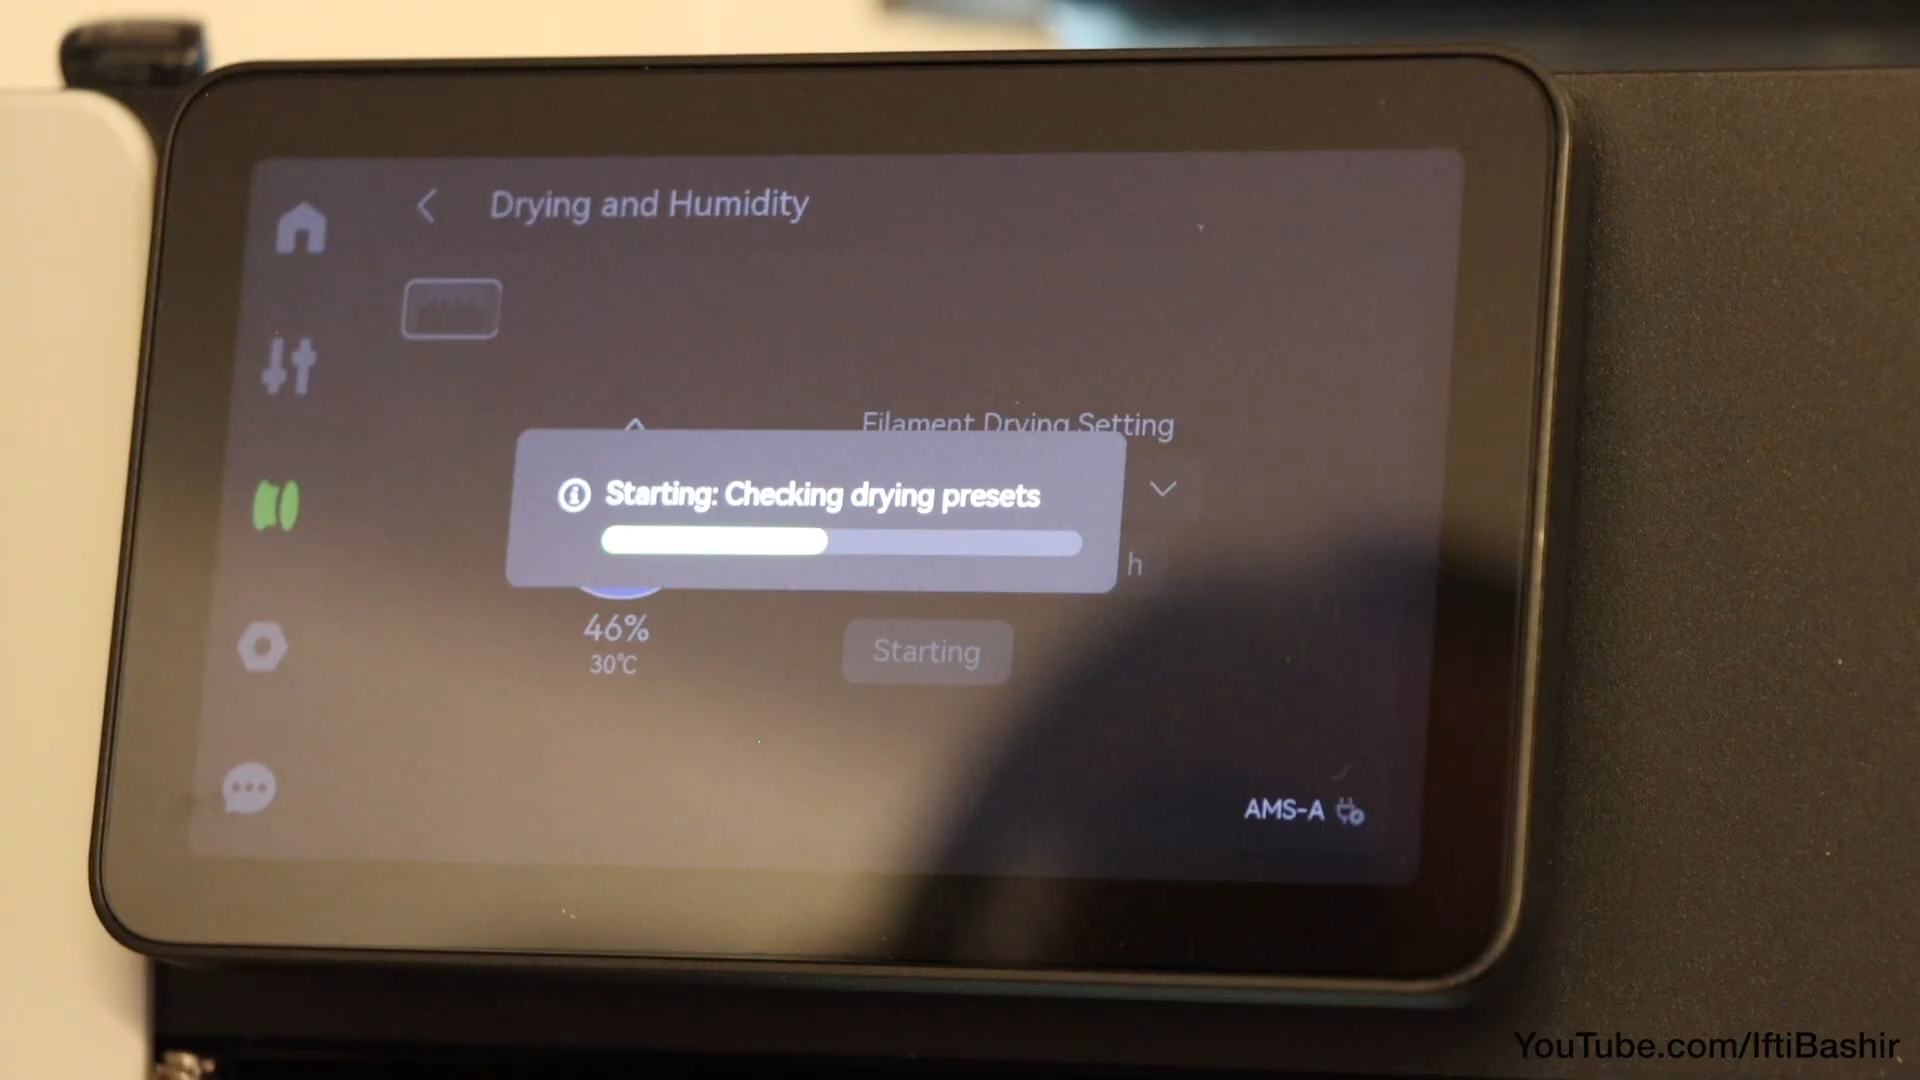 Drying and Humidity
Filament Drying Setting
Starting: Checking drying presets
h
46%
30°C
Starting
AMS-A
YouTube.com/IftiBashir